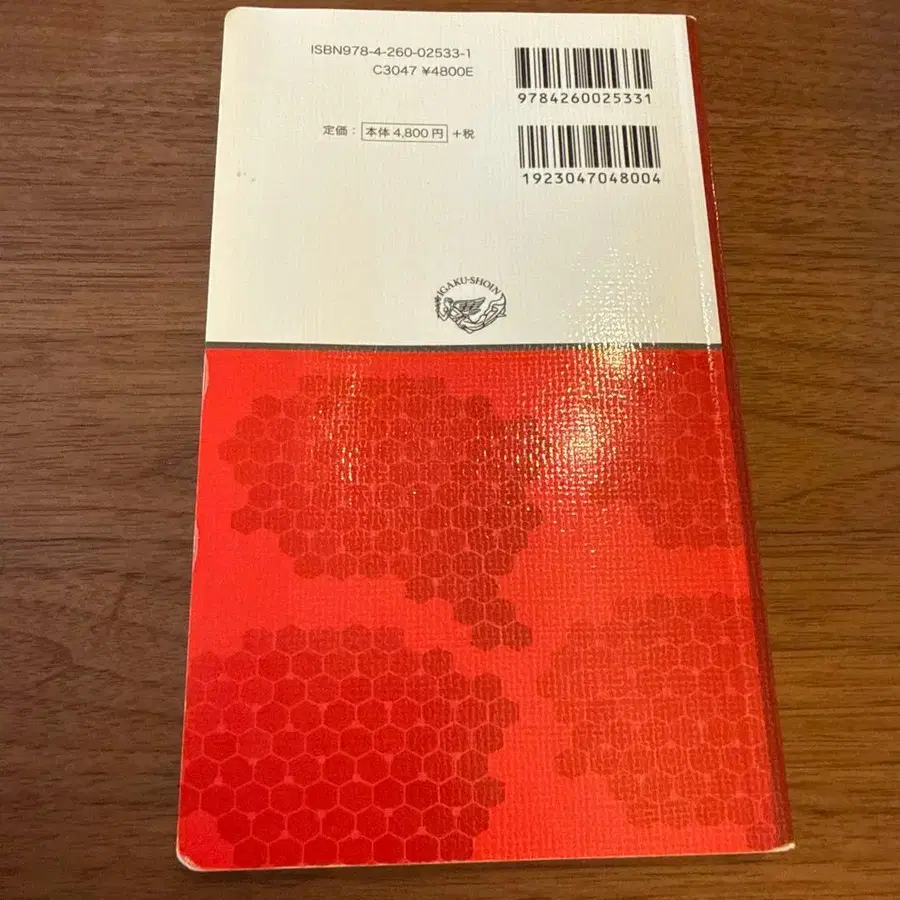 ISBN978-4-260-02533-1
C3047 ¥4800E
9784260025331
定価: 本体 4,800 円 +税
1923047048004
IGAKU-SHOIN